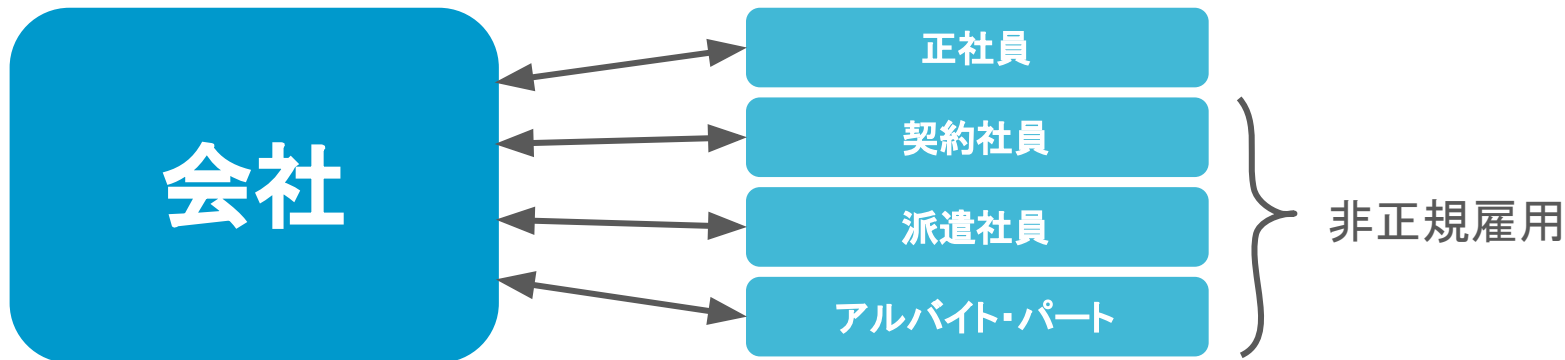 会社
正社員
契約社員
派遣社員
アルバイト・パート
非正規雇用